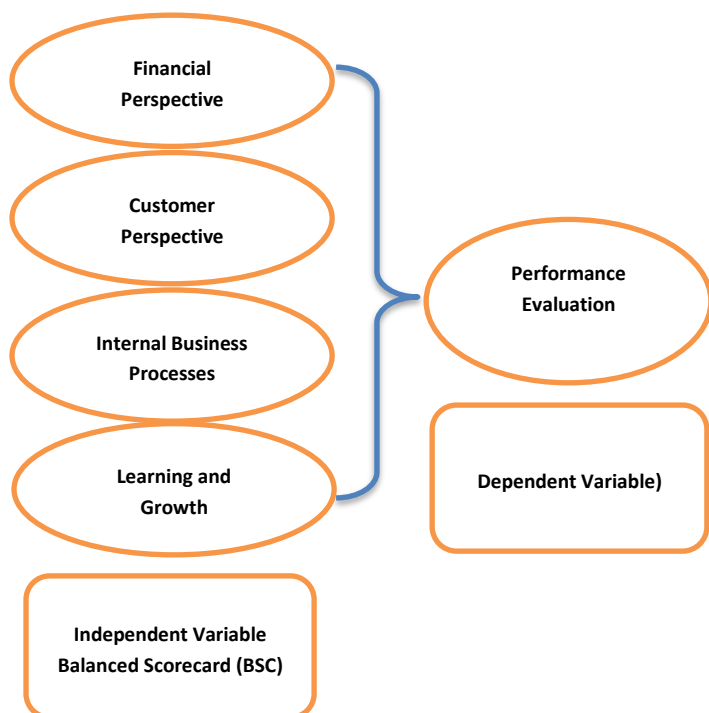 Financial
Perspective
Customer
Perspective
Internal Business
Processes
Learning and
Growth
Independent Variable
Balanced Scorecard (BSC)
Performance
Evaluation
Dependent Variable)